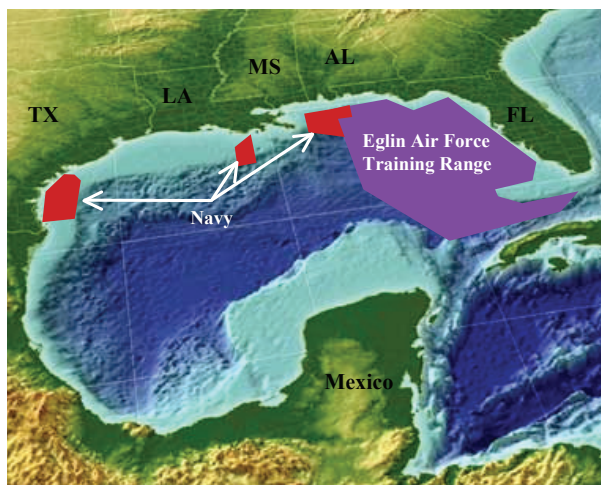 MS
AL
LA
TX
FL
Eglin Air Force
Training Range
Navy
Mexico